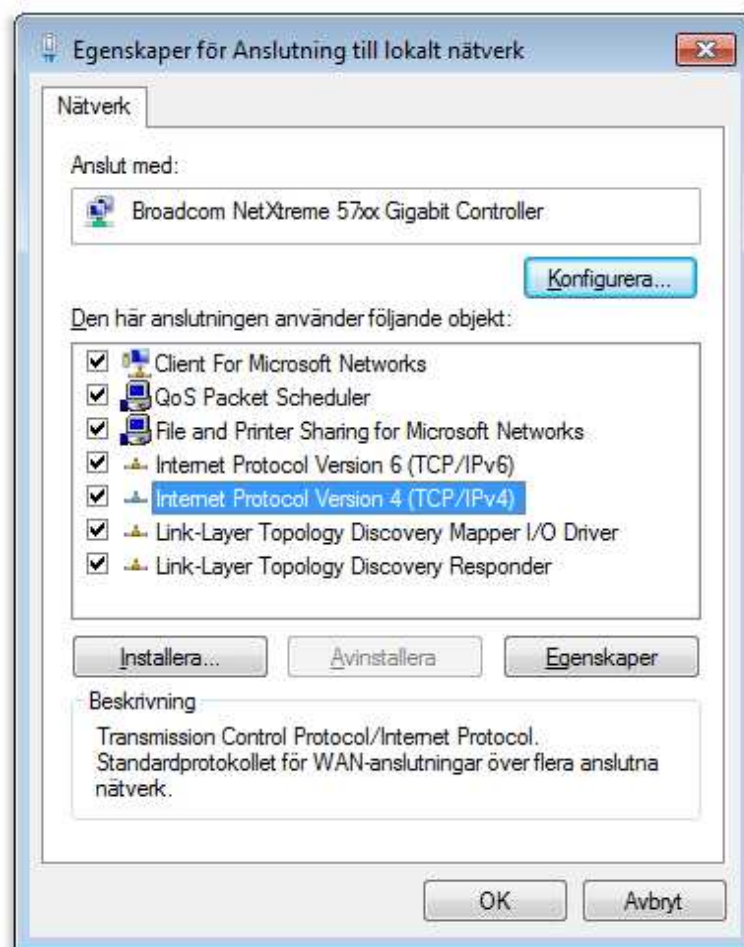 Egenskaper för Anslutning till lokalt nätverk
Nätverk
Anslut med:
Broadcom NetXtreme 57xx Gigabit Controller
Konfigurera...
Den här anslutningen använder följande objekt:
Client For Microsoft Networks
QoS Packet Scheduler
File and Printer Sharing for Microsoft Networks
Internet Protocol Version 6 (TCP/IPv6)
Internet Protocol Version 4 (TCP/IPv4)
Link-Layer Topology Discovery Mapper I/O Driver
Link-Layer Topology Discovery Responder
Installera...
Avinstallera
Egenskaper
Beskrivning
Transmission Control Protocol/Internet Protocol.
Standardprotokollet för WAN-anslutningar över flera anslutna
nätverk.
OK
Avbryt